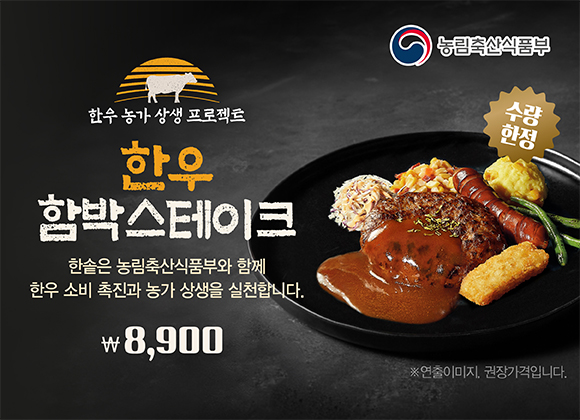 농림축산식품부
한우 농가 상생 프로젝트
수량
한정
한우
함박스테이크
한솥은 농림축산식품부와 함께
한우 소비 촉진과 농가 상생을 실천합니다.
₩8,900
※연출이미지, 권장가격입니다.